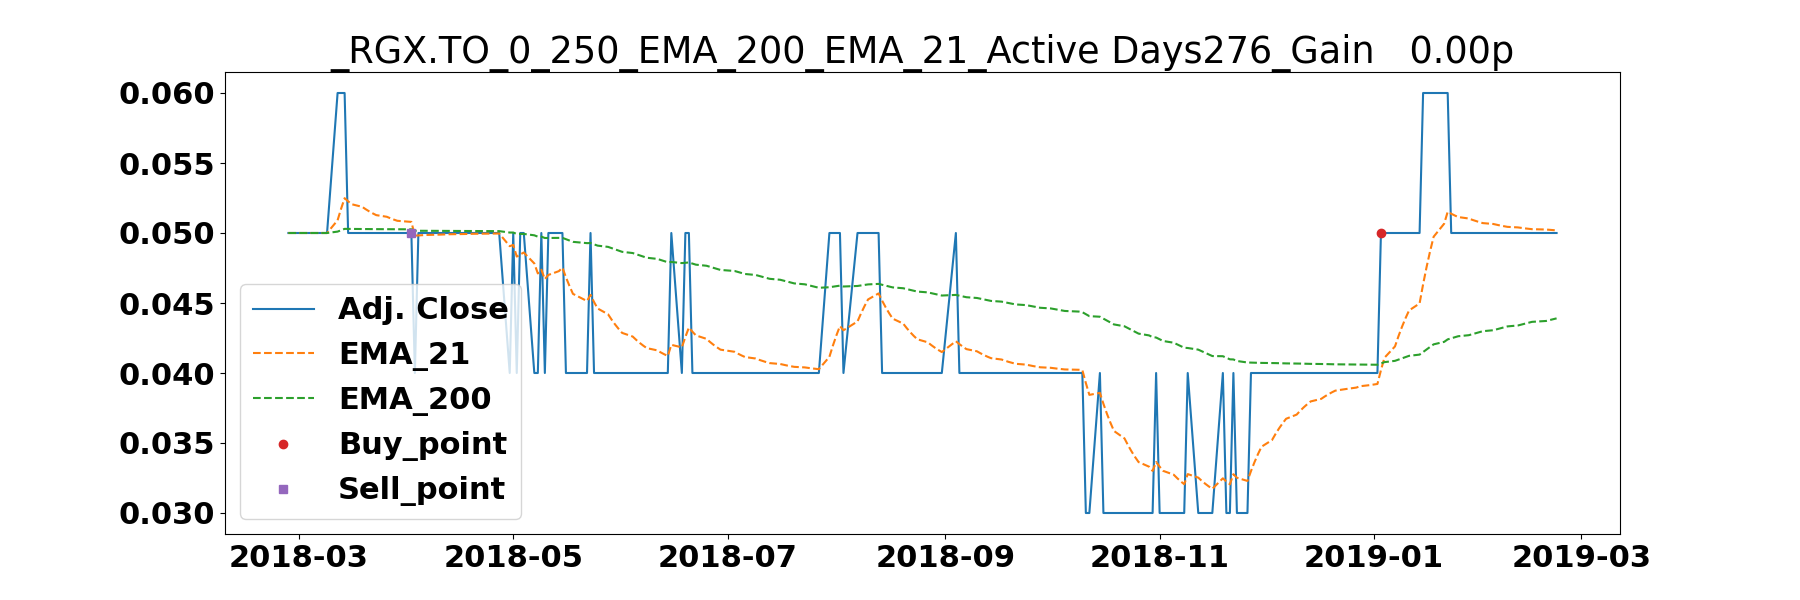 _RGX.TO_0_250_EMA_200_EMA_21_Active Days276_Gain   0.00p
0.060
0.055
0.050
0.045
0.040
0.035
0.030
Adj. Close
EMA_21
EMA_200
Buy_point
Sell_point
2018-03 2018-05 2018-07 2018-09 2018-11 2019-01 2019-03